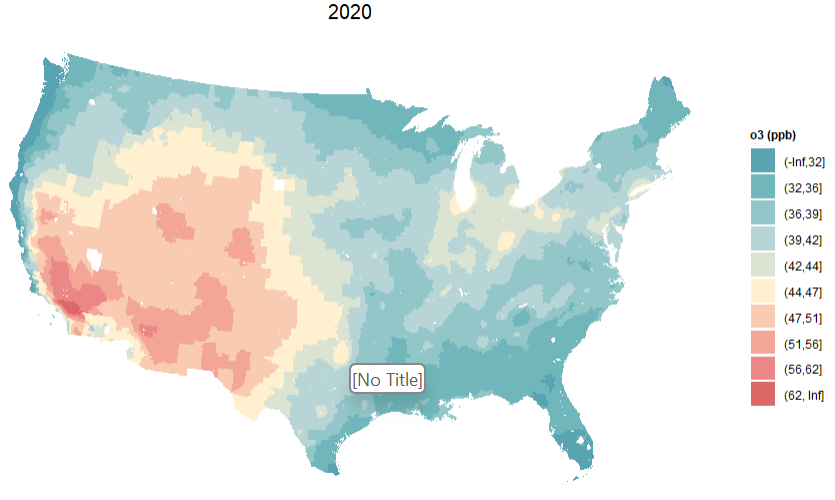 2020
o3 (ppb)
(-Inf,32]
(32,36]
(36,39]
(39,42]
(42,44]
(44,47]
(47,51]
(51,56]
(56,62]
(62, Inf]
[No Title]